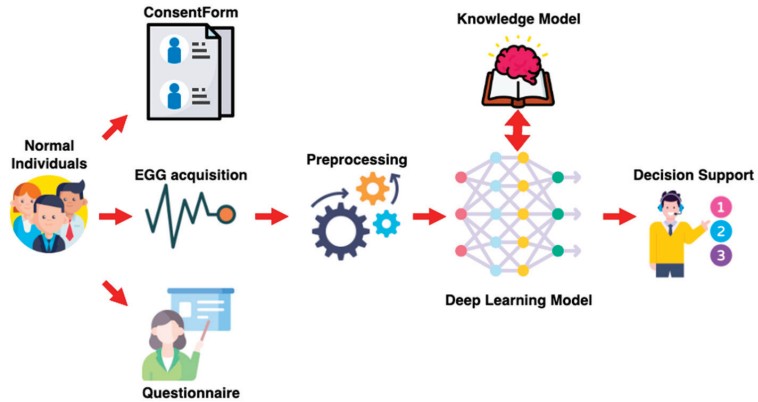 ConsentForm
Knowledge Model
Normal
Individuals
EGG acquisition
Preprocessing
Decision Support
1
2
3
Deep Learning Model
Questionnaire